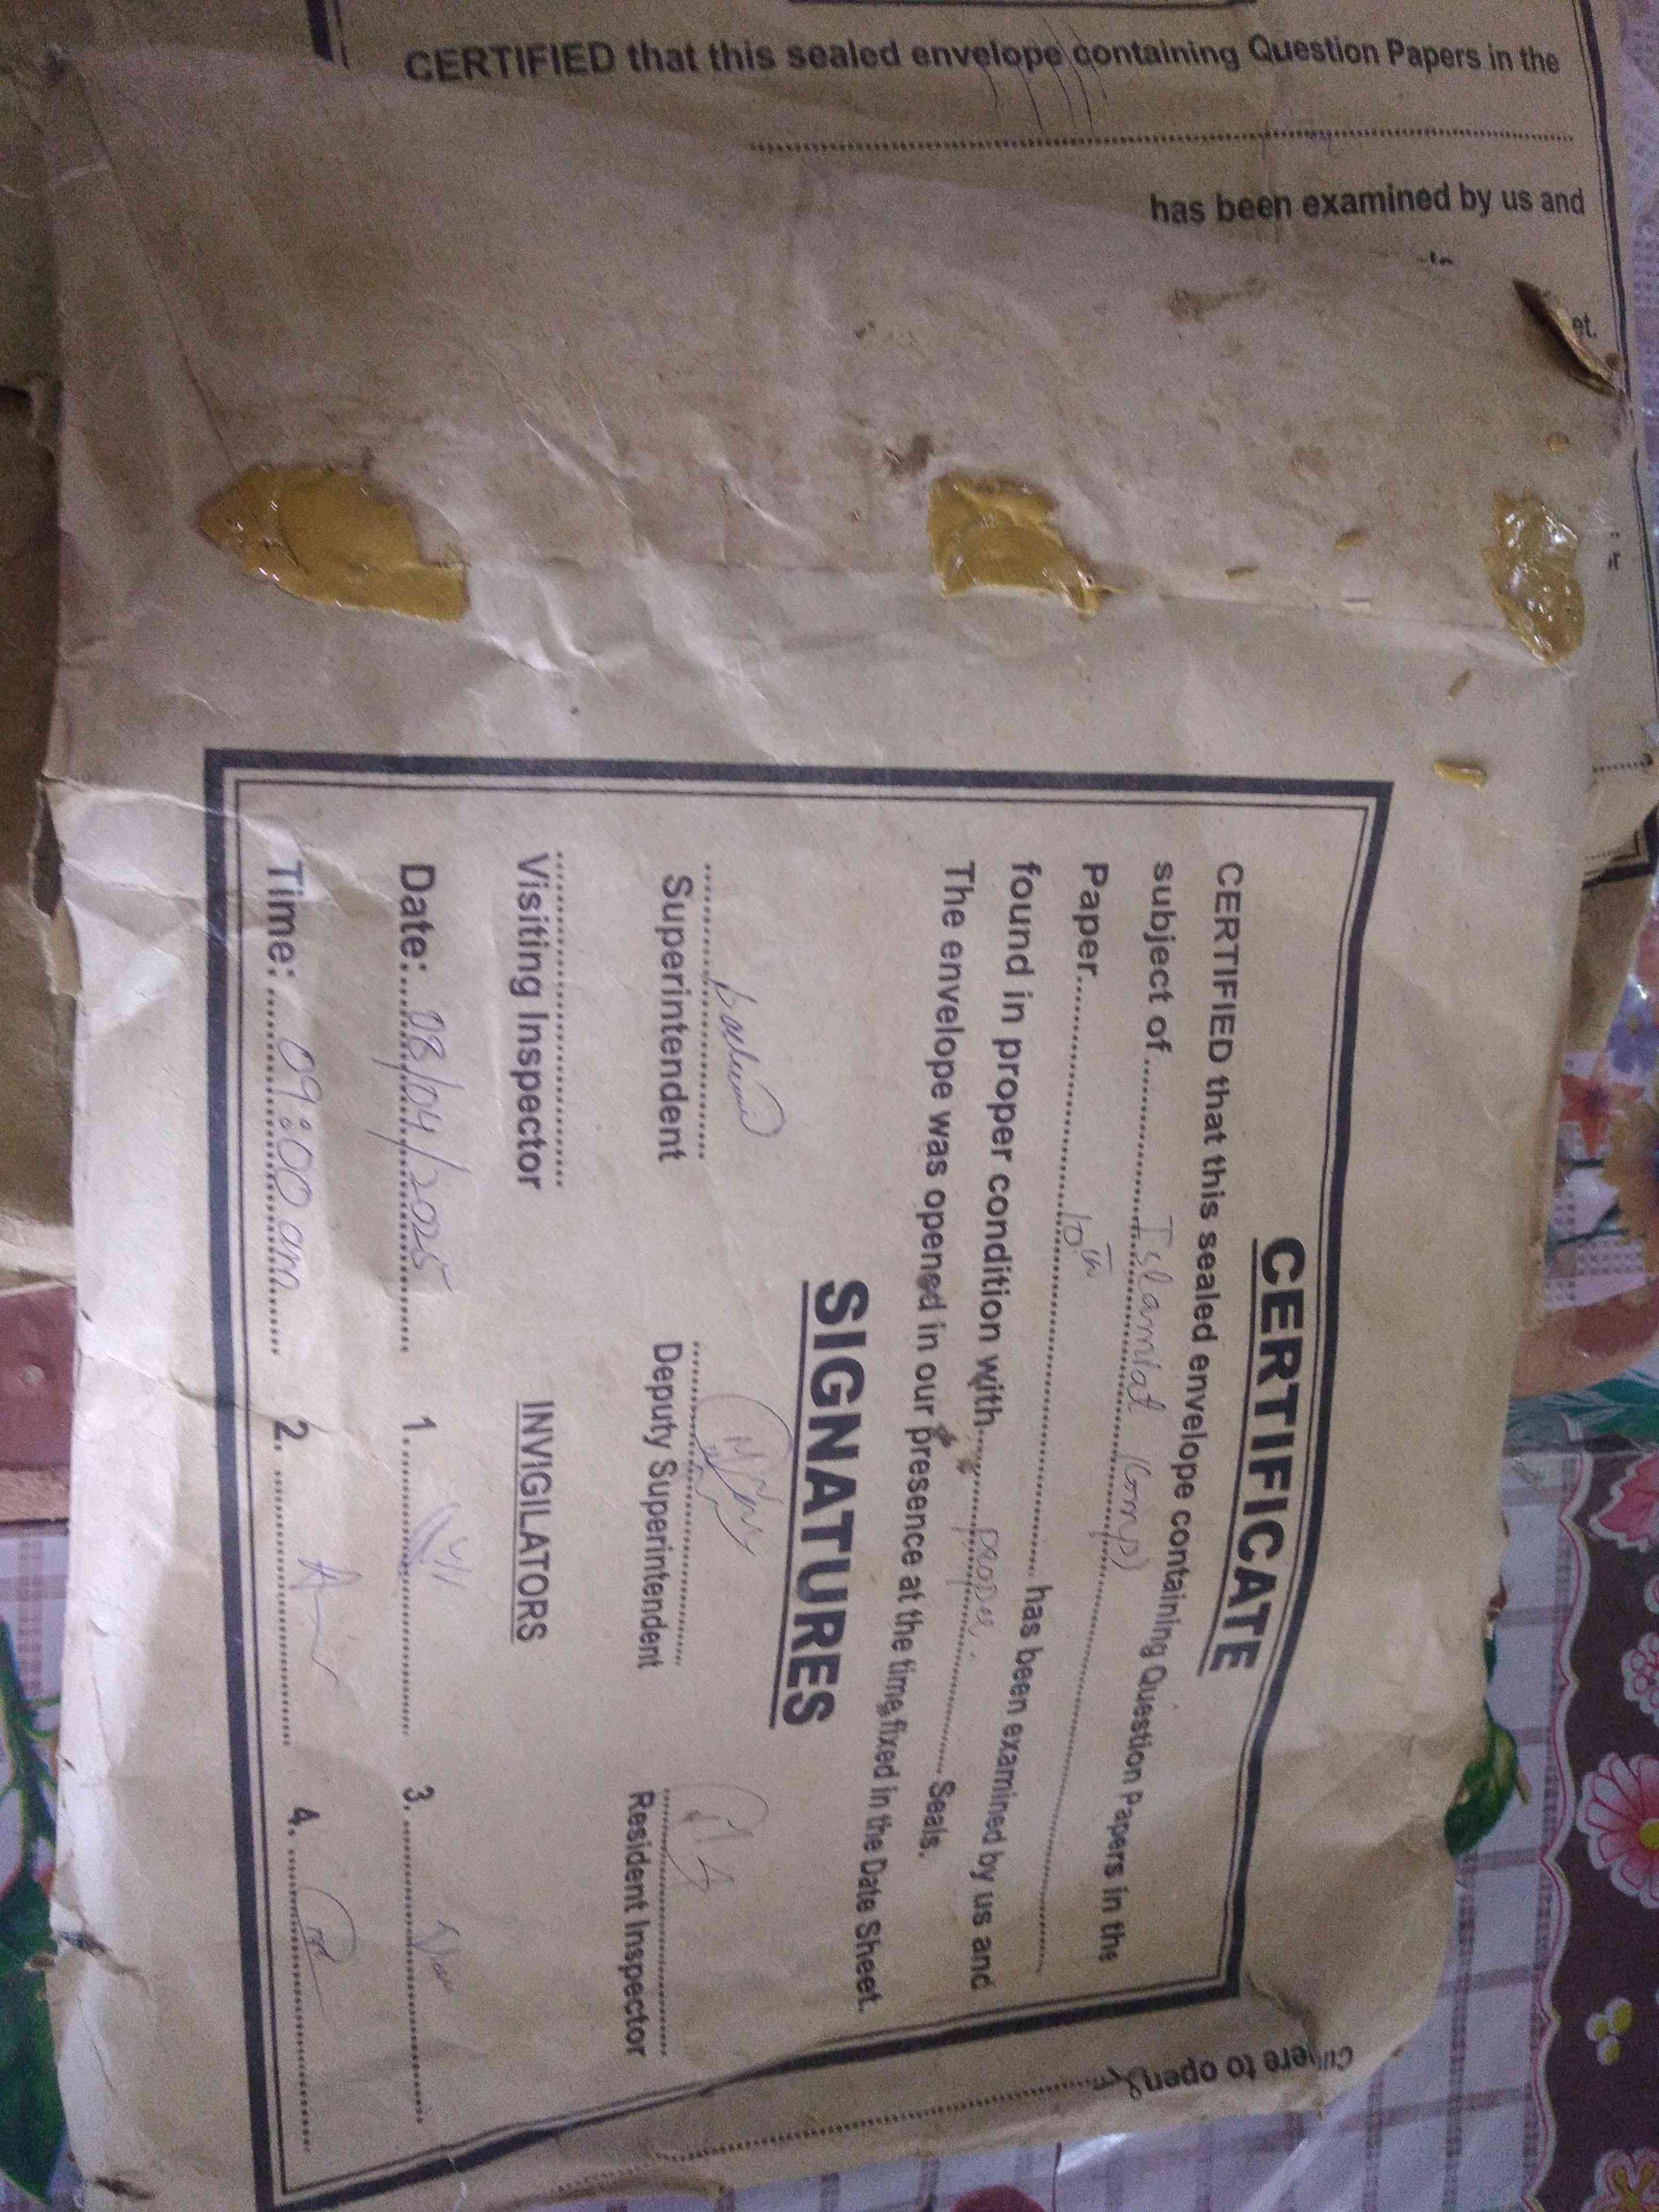 CERTIFIED that this sealed envelope containing Question Papers in the
has been examined by us and
et.
CERTIFICATE
CERTIFIED that this sealed envelope containing Question Papers in the
subject of Islamiat (Comp)
Paper 10th has been examined by us and
found in proper condition with proper Seals.
The envelope was opened in our presence at the time fixed in the Date Sheet.
SIGNATURES
Superintendent Deputy Superintendent Resident Inspector
Visiting Inspector INVIGILATORS
Date: 08/04/2025 1. 3.
Time: 09:00 am 2. 4.
here to open